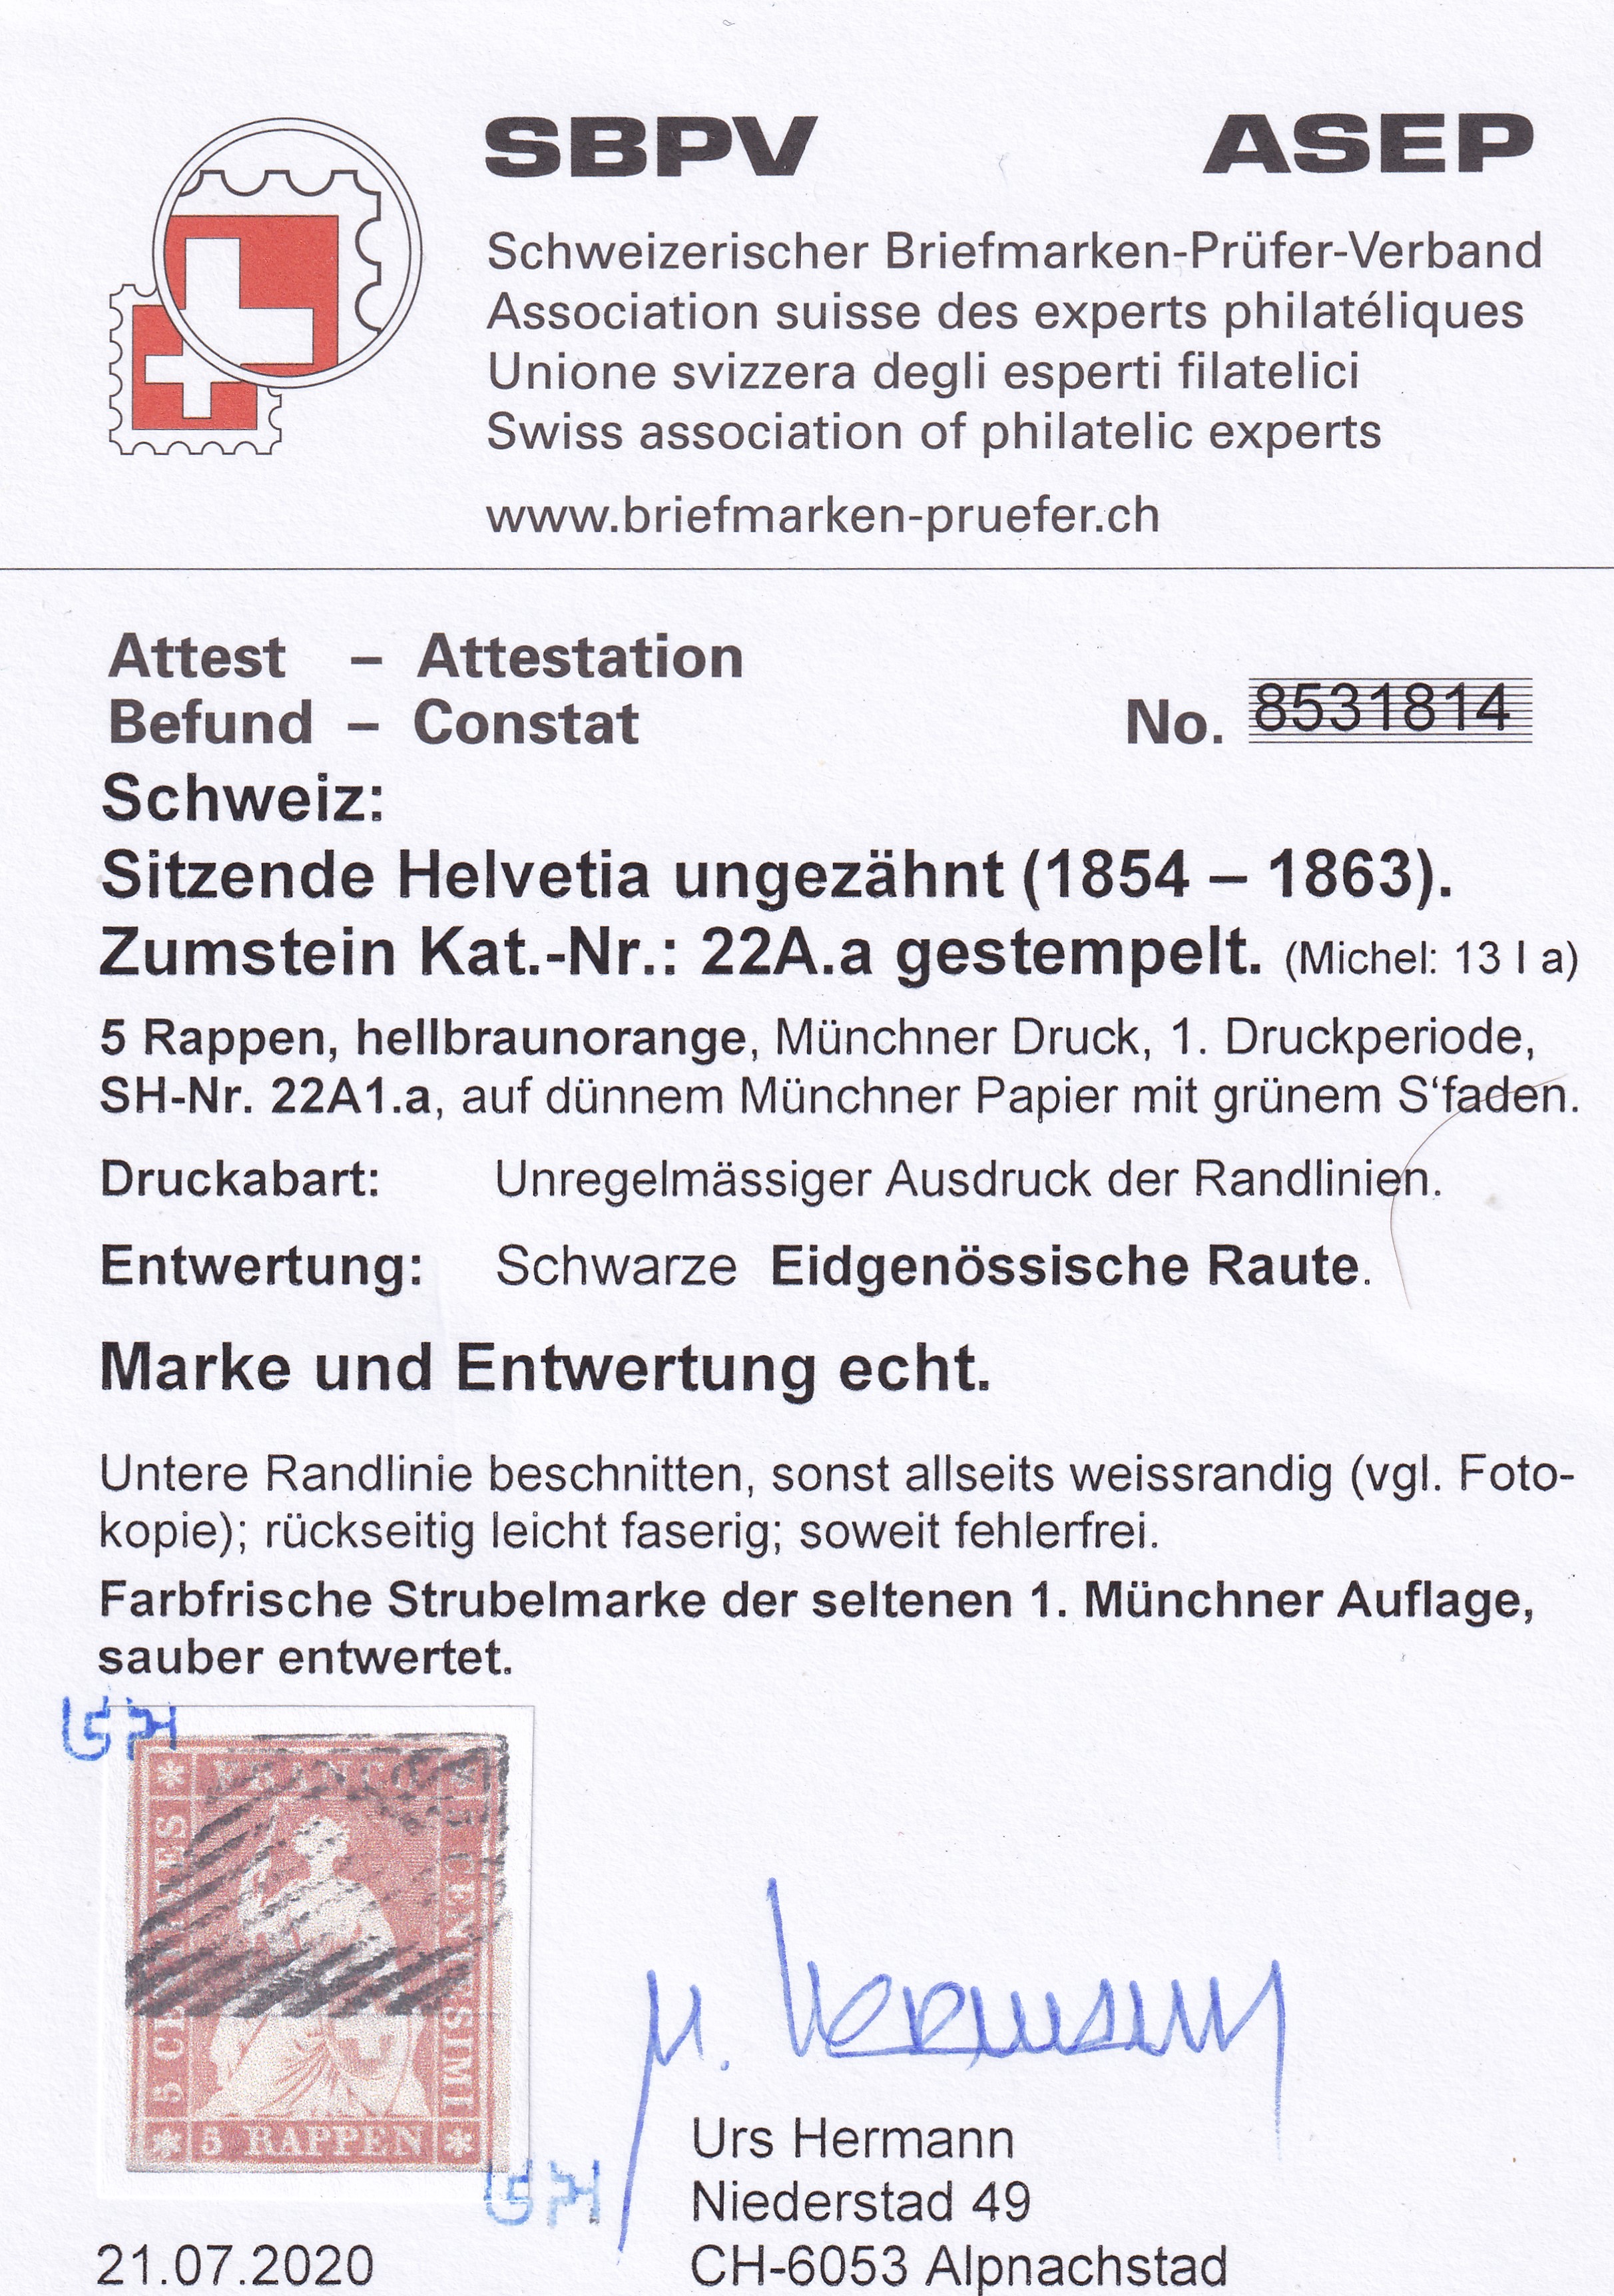 SBPV ASEP
Schweizerischer Briefmarken-Prüfer-Verband
Association suisse des experts philatéliques
Unione svizzera degli esperti filatelici
Swiss association of philatelic experts
www.briefmarken-pruefer.ch
Attest – Attestation
Befund – Constat No. 8531814
Schweiz:
Sitzende Helvetia ungezähnt (1854 – 1863).
Zumstein Kat.-Nr.: 22A.a gestempelt. (Michel: 13 I a)
5 Rappen, hellbraunorange, Münchner Druck, 1. Druckperiode,
SH-Nr. 22A1.a, auf dünnem Münchner Papier mit grünem S‘faden.
Druckabart: Unregelmässiger Ausdruck der Randlinien.
Entwertung: Schwarze Eidgenössische Raute.
Marke und Entwertung echt.
Untere Randlinie beschnitten, sonst allseits weissrandig (vgl. Foto-
kopie); rückseitig leicht faserig; soweit fehlerfrei.
Farbfrische Strubelmarke der seltenen 1. Münchner Auflage,
sauber entwertet.
FRANCO
5 CENTIMES
5 CENTESIMI
5 RAPPEN
Urs Hermann
Niederstad 49
21.07.2020 CH-6053 Alpnachstad